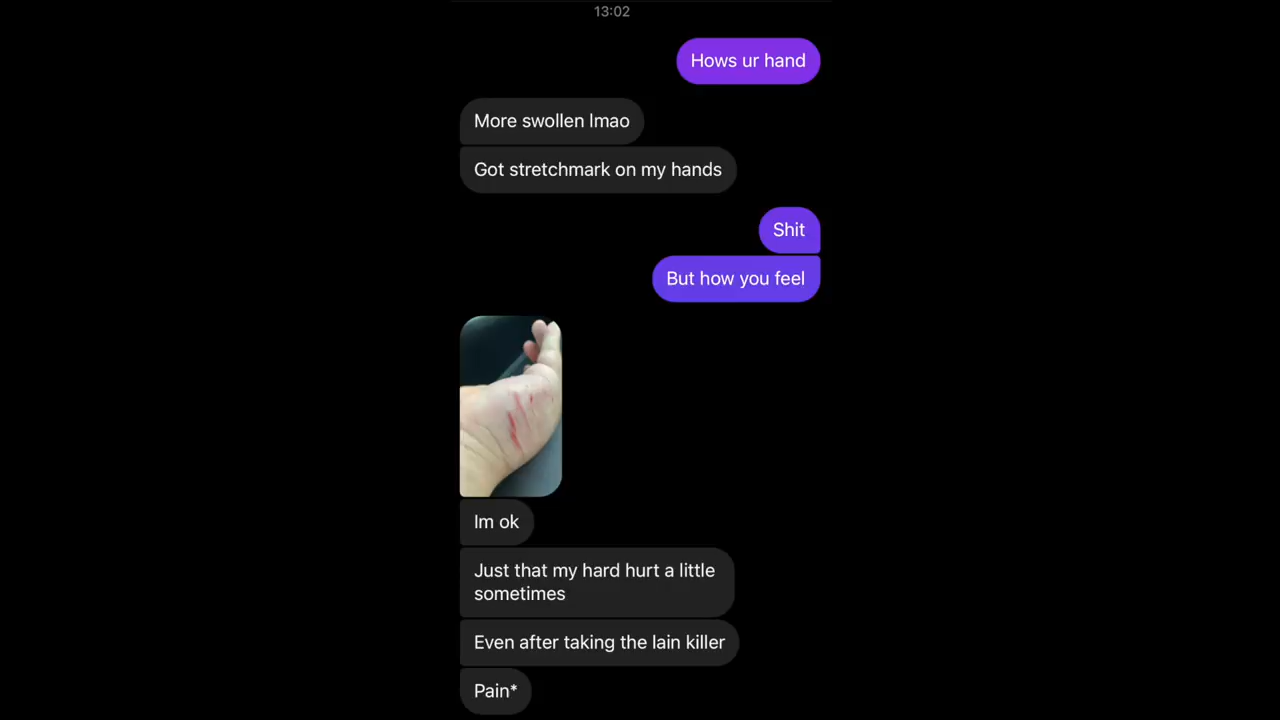 13:02
Hows ur hand
More swollen lmao
Got stretchmark on my hands
Shit
But how you feel
Im ok
Just that my hard hurt a little
sometimes
Even after taking the lain killer
Pain*